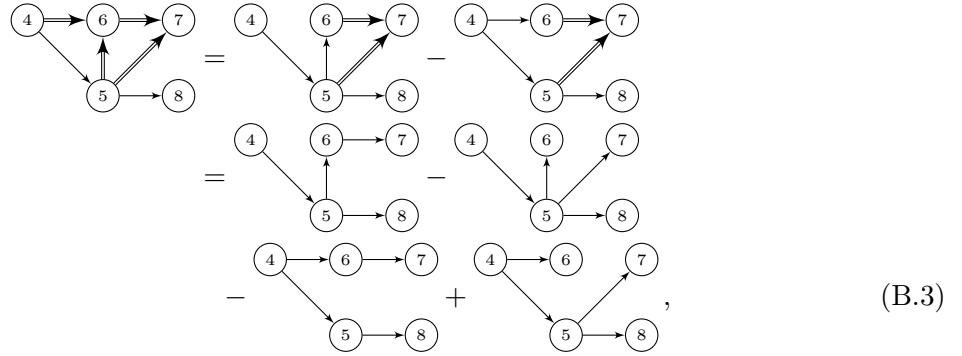 4 6 7 = 4 6 7 − 4 6 7
5 8 5 8 5 8
= 4 6 7 − 4 6 7
5 8 5 8
− 4 6 7 + 4 6 7 , (B.3)
5 8 5 8